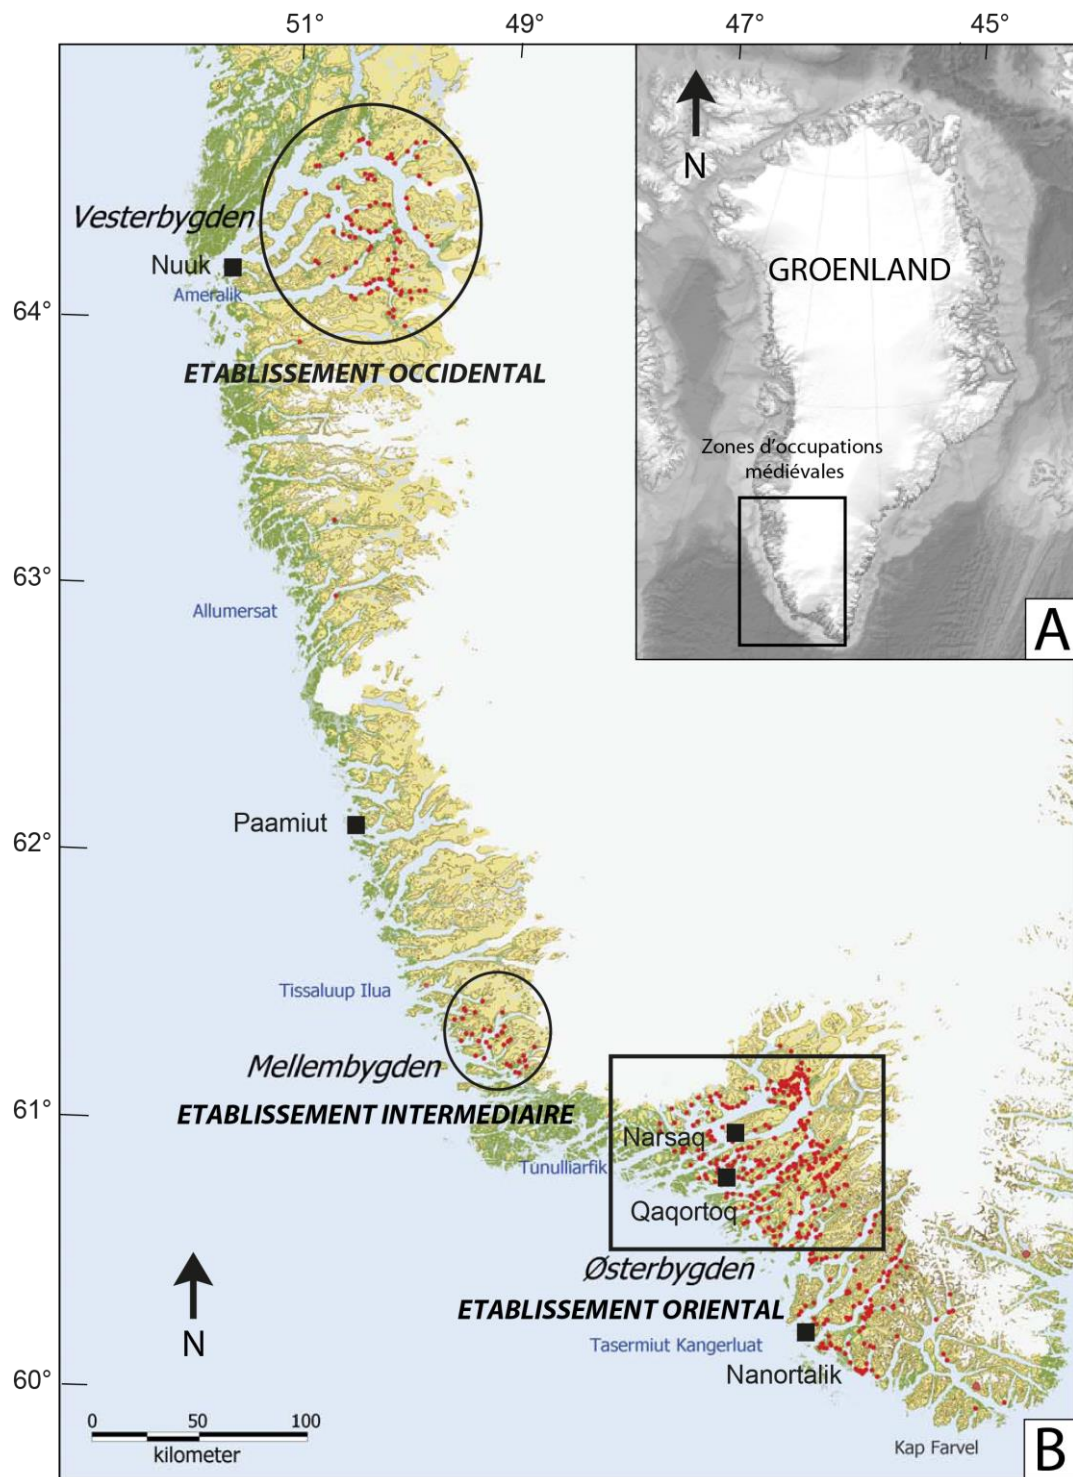 51°
49°
47°
45°
N
GROENLAND
Zones d'occupations
médiévales
A
Vesterbygden
Nuuk
Ameralik
64°
ETABLISSEMENT OCCIDENTAL
63°
Allumersat
Paamiut
62°
Tissaluup Ilua
Mellembygden
61°
ETABLISSEMENT INTERMEDIAIRE
Narsaq
Tunulliarfik
Qaqortoq
Østerbygden
ETABLISSEMENT ORIENTAL
N
Tasermiut Kangerluat
Nanortalik
60°
0 50 100
kilometer
Kap Farvel
B